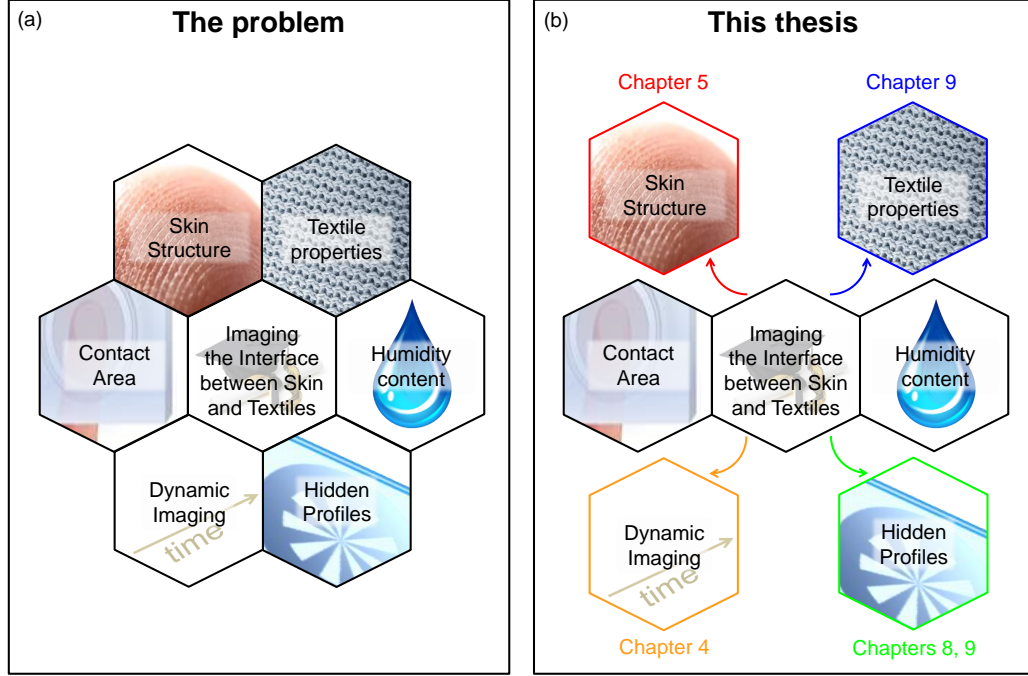 (a)
The problem
Skin
Structure
Textile
properties
Contact
Area
Imaging
the Interface
between Skin
and Textiles
Humidity
content
Dynamic
Imaging
time
Hidden
Profiles
(b)
This thesis
Chapter 5
Chapter 9
Skin
Structure
Textile
properties
Contact
Area
Imaging
the Interface
between Skin
and Textiles
Humidity
content
Dynamic
Imaging
time
Hidden
Profiles
Chapter 4
Chapters 8, 9